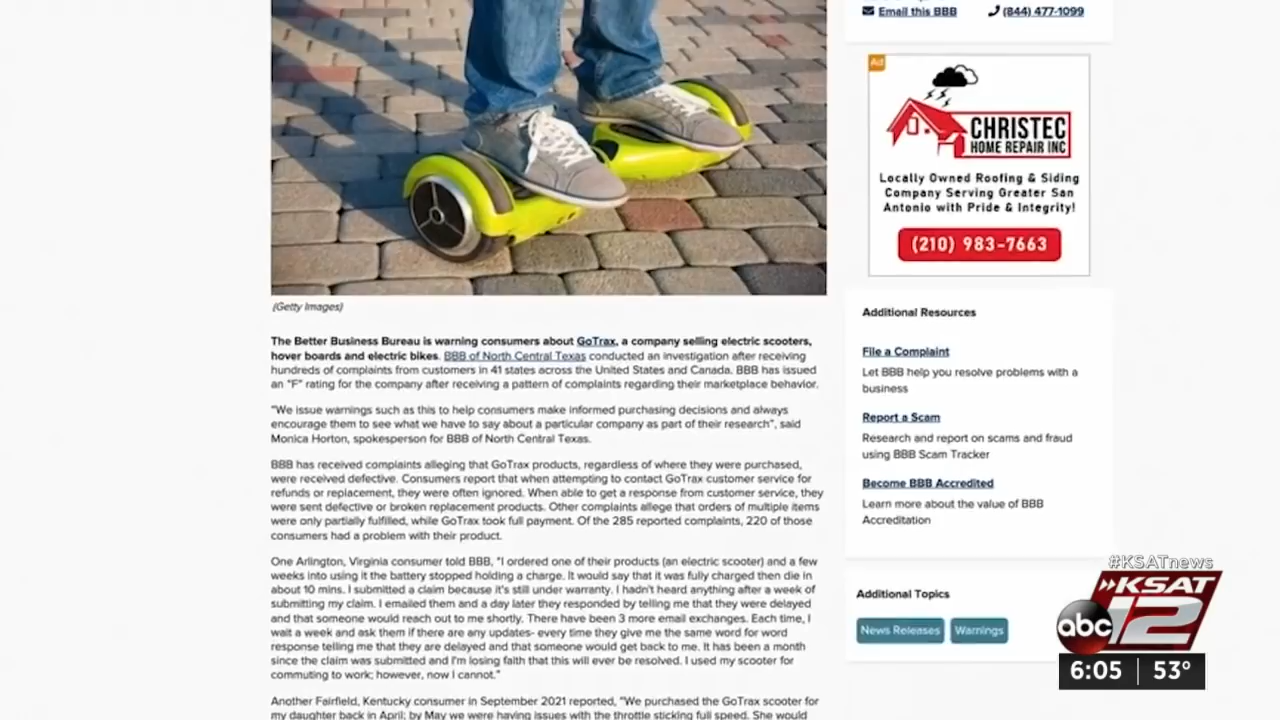 Email this BBB
(844) 477-1099
Ad
CHRISTEC
HOME REPAIR INC
Locally Owned Roofing & Siding
Company Serving Greater San
Antonio with Pride & Integrity!
(210) 983-7663
(Getty Images)
The Better Business Bureau is warning consumers about GoTrax, a company selling electric scooters,
hover boards and electric bikes. BBB of North Central Texas conducted an investigation after receiving
hundreds of complaints from customers in 41 states across the United States and Canada. BBB has issued
an "F" rating for the company after receiving a pattern of complaints regarding their marketplace behavior.
"We issue warnings such as this to help consumers make informed purchasing decisions and always
encourage them to see what we have to say about a particular company as part of their research", said
Monica Horton, spokesperson for BBB of North Central Texas.
BBB has received complaints alleging that GoTrax products, regardless of where they were purchased,
were received defective. Consumers report that when attempting to contact GoTrax customer service for
refunds or replacement, they were often ignored. When able to get a response from customer service, they
were sent defective or broken replacement products. Other complaints allege that orders of multiple items
were only partially fulfilled, while GoTrax took full payment. Of the 285 reported complaints, 220 of those
consumers had a problem with their product.
One Arlington, Virginia consumer told BBB, "I ordered one of their products (an electric scooter) and a few
weeks into using it the battery stopped holding a charge. It would say that it was fully charged then die in
about 10 mins. I submitted a claim because it's still under warranty. I hadn't heard anything after a week of
submitting my claim. I emailed them and a day later they responded by telling me that they were delayed
and that someone would reach out to me shortly. There have been 3 more email exchanges. Each time, I
wait a week and ask them if there are any updates- every time they give me the same word for word
response telling me that they are delayed and that someone would get back to me. It has been a month
since the claim was submitted and I'm losing faith that this will ever be resolved. I used my scooter for
commuting to work; however, now I cannot."
Another Fairfield, Kentucky consumer in September 2021 reported, "We purchased the GoTrax scooter for
my daughter back in April; by May we were having issues with the throttle sticking full speed. She would
Additional Resources
File a Complaint
Let BBB help you resolve problems with a
business
Report a Scam
Research and report on scams and fraud
using BBB Scam Tracker
Become BBB Accredited
Learn more about the value of BBB
Accreditation
Additional Topics
News Releases
Warnings
#KSATnews
KSAT
abc 12
6:05 53°